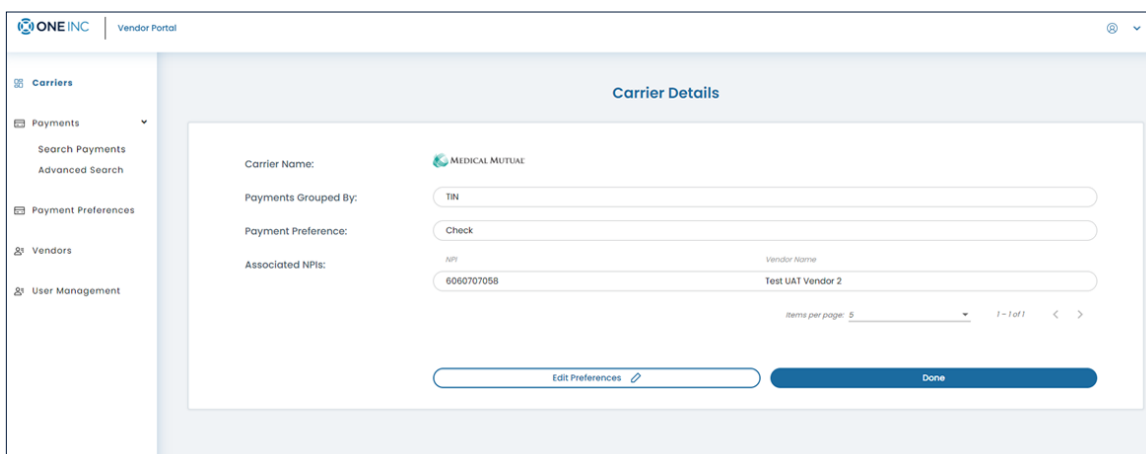 ONE INC Vendor Portal
Carriers
Payments
Search Payments
Advanced Search
Payment Preferences
Vendors
User Management
Carrier Details
Carrier Name: MEDICAL MUTUAL
Payments Grouped By: TIN
Payment Preference: Check
Associated NPIs: NPI Vendor Name
6060707058 Test UAT Vendor 2
Items per page: 5 1 – 1 of 1
Edit Preferences Done